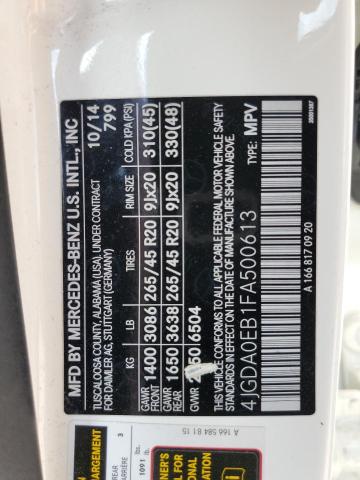 MFG BY MERCEDES-BENZ U.S. INTL., INC
TUSCALOOSA COUNTY, ALABAMA (USA), UNDER CONTRACT
FOR DAIMLER AG, STUTTGART (GERMANY)
10/14
799
KG LB TIRES RIM SIZE COLD KPA (PSI)
GAWR FRONT 1400 3086 265/45 R20 9Jx20 310(45)
GAWR REAR 1650 3638 265/45 R20 9Jx20 330(48)
GVWR 2950 6504
THIS VEHICLE CONFORMS TO ALL APPLICABLE FEDERAL MOTOR VEHICLE SAFETY
STANDARDS IN EFFECT ON THE DATE OF MANUFACTURE SHOWN ABOVE.
4JGDA0EB1FA500613 TYPE: MPV
A 166 817 09 20
A 166 584 81 15
3
1091 lbs.